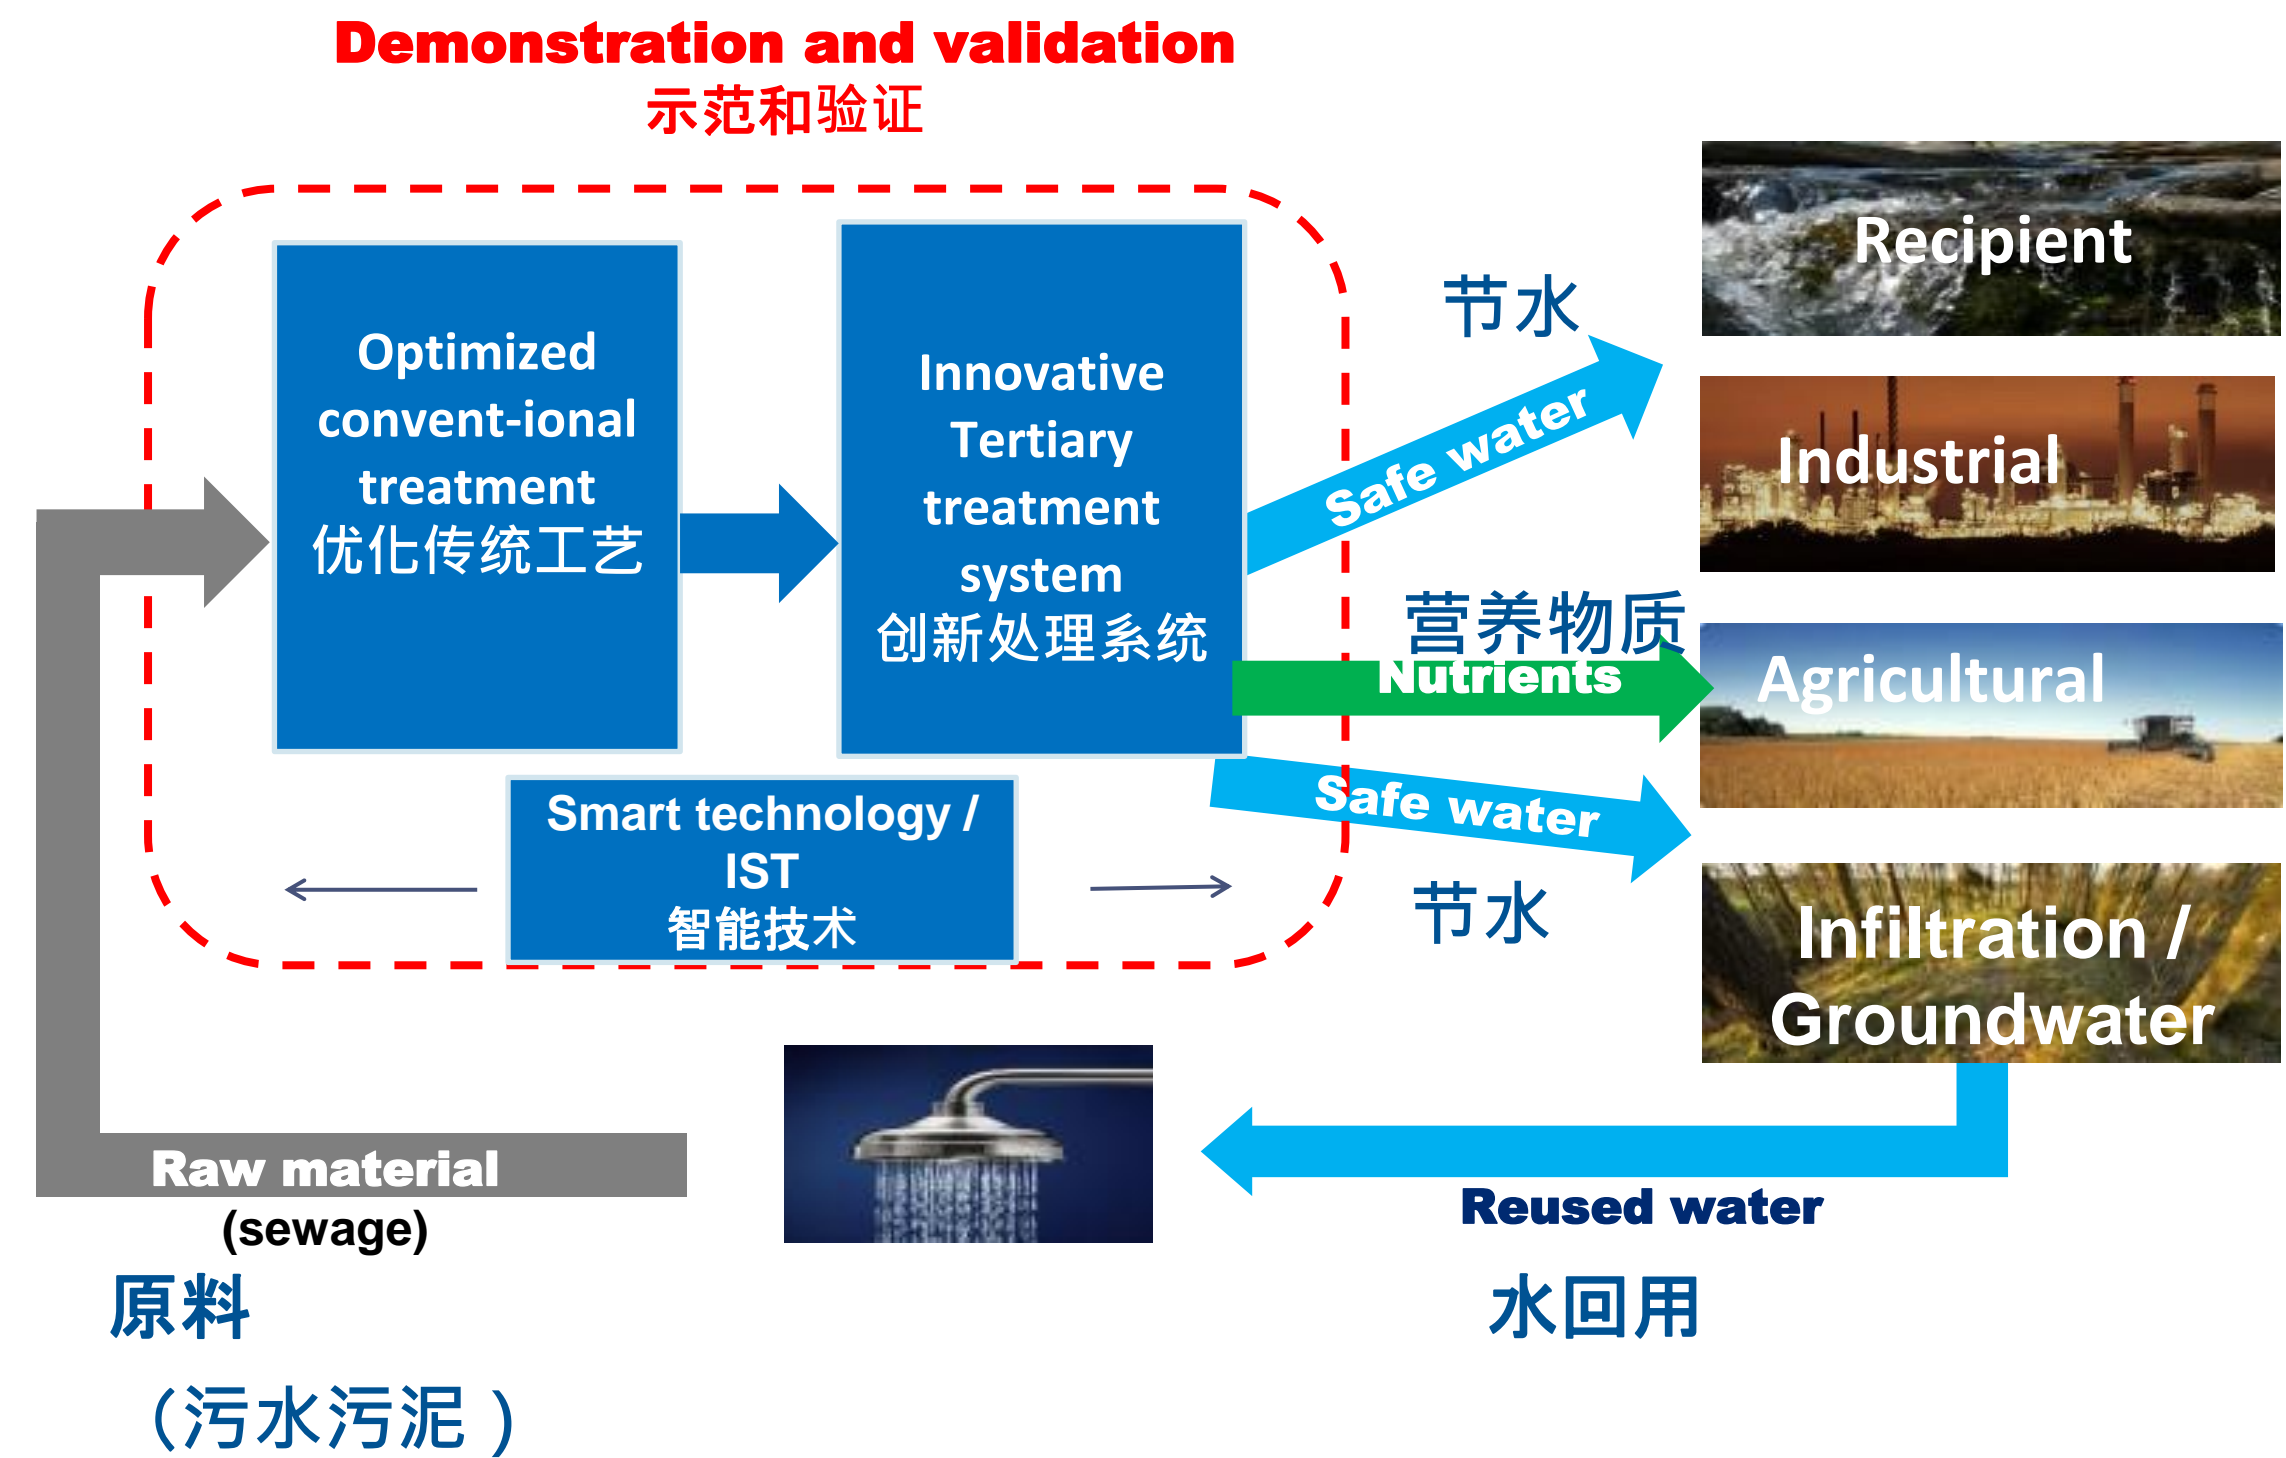 Demonstration and validation
示范和验证
Optimized
convent-ional
treatment
优化传统工艺
Innovative
Tertiary
treatment
system
创新处理系统
Smart technology /
IST
智能技术
节水
Safe water
营养物质
Nutrients
Safe water
节水
Recipient
Industrial
Agricultural
Infiltration /
Groundwater
Raw material
(sewage)
原料
（污水污泥）
Reused water
水回用